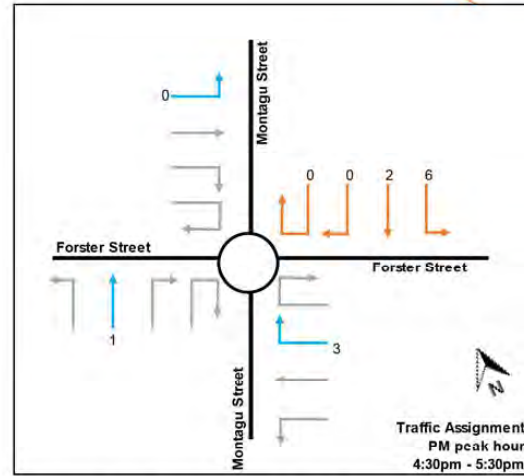 Montagu Street
0
0 0 2 6
Forster Street
Forster Street
1
3
Montagu Street
N
Traffic Assignment
PM peak hour
4:30pm - 5:30pm